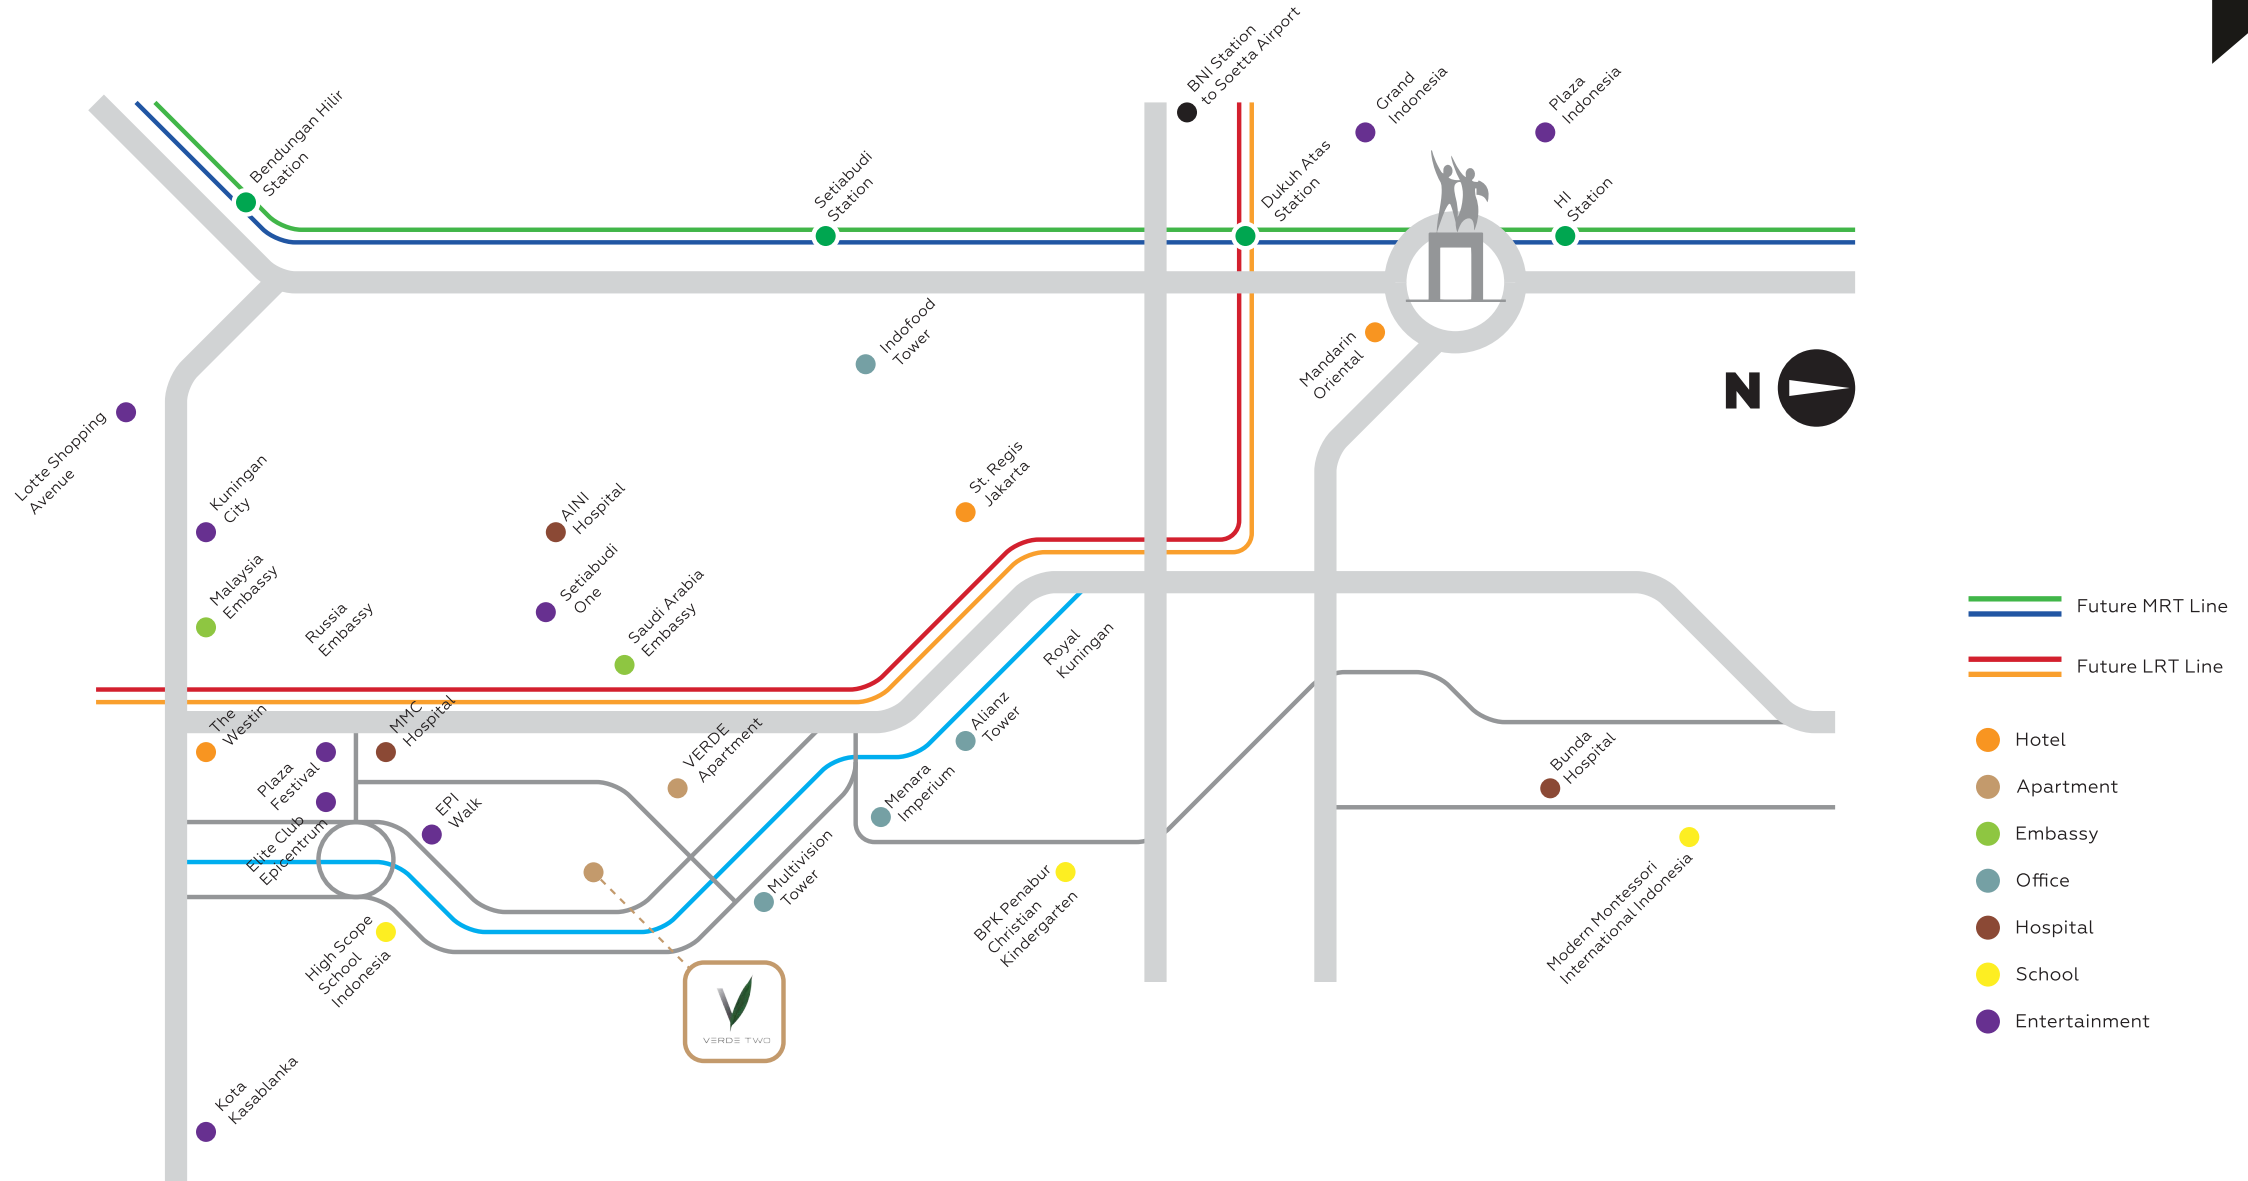 BNI Station
to Soetta Airport
Grand
Indonesia
Plaza
Indonesia
Bendungan Hilir
Station
Setiabudi
Station
Dukuh Atas
Station
HI
Station
Indofood
Tower
Mandarin
Oriental
N
Lotte Shopping
Avenue
Kuningan
City
AINI
Hospital
St. Regis
Jakarta
Malaysia
Embassy
Russia
Embassy
Setiabudi
One
Saudi Arabia
Embassy
Royal
Kuningan
Future MRT Line
Future LRT Line
The
Westin
MMC
Hospital
VERDE
Apartment
Alianz
Tower
Plaza
Festival
EPI
Walk
Menara
Imperium
Bunda
Hospital
Elite Club
Epicentrum
Multivision
Tower
High Scope
School
Indonesia
BPK Penabur
Christian
Kindergarten
Modern Montessori
International Indonesia
VERDE TWO
Kota
Kasablanka
Hotel
Apartment
Embassy
Office
Hospital
School
Entertainment